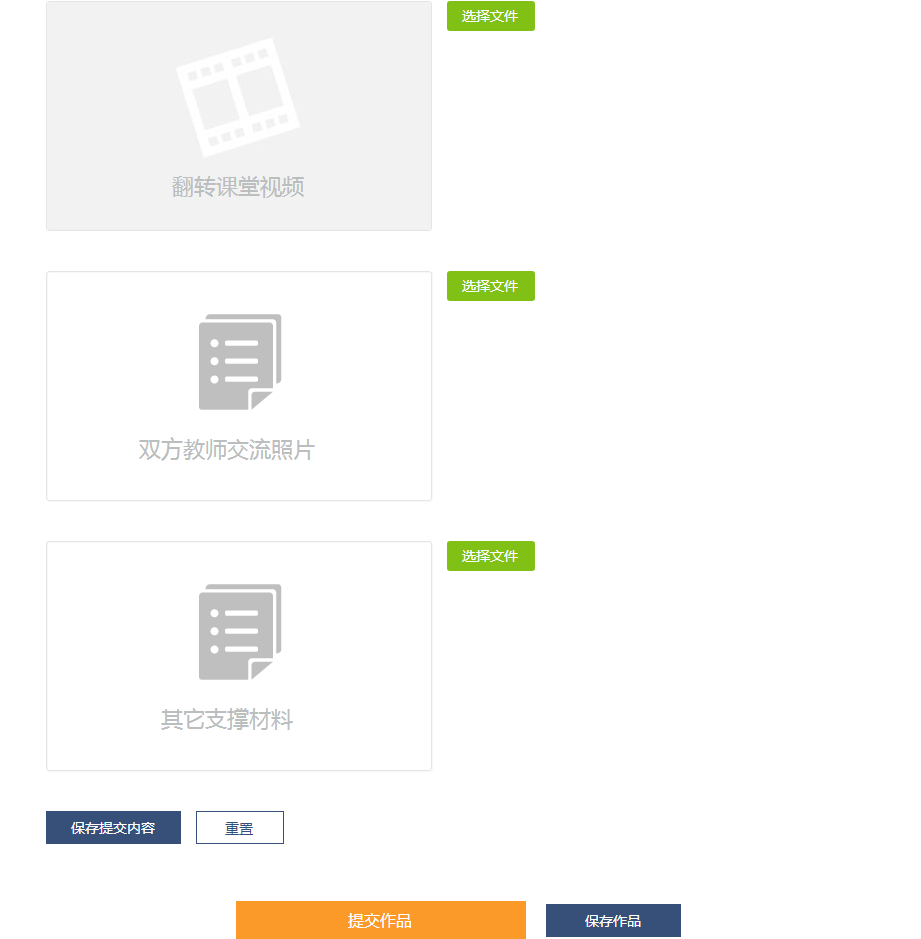 选择文件
翻转课堂视频
选择文件
双方教师交流照片
选择文件
其它支撑材料
保存提交内容 重置
提交作品 保存作品